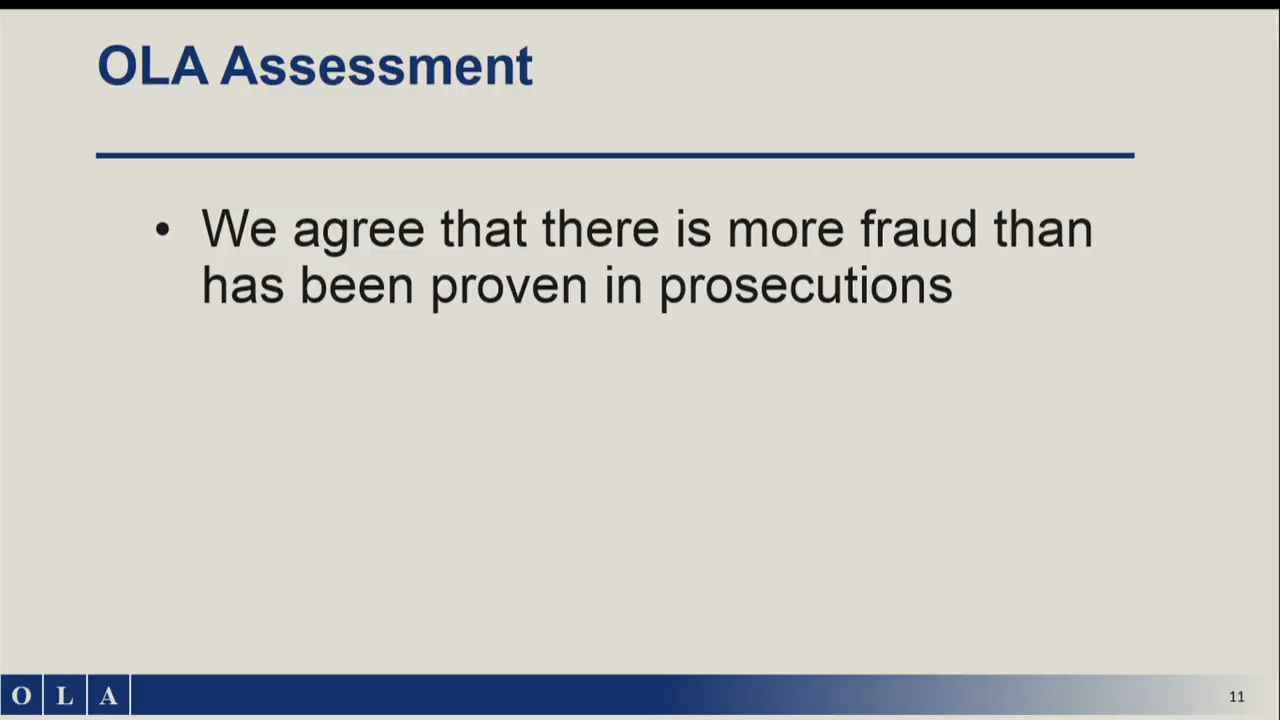 OLA Assessment
• We agree that there is more fraud than
has been proven in prosecutions
O L A
11